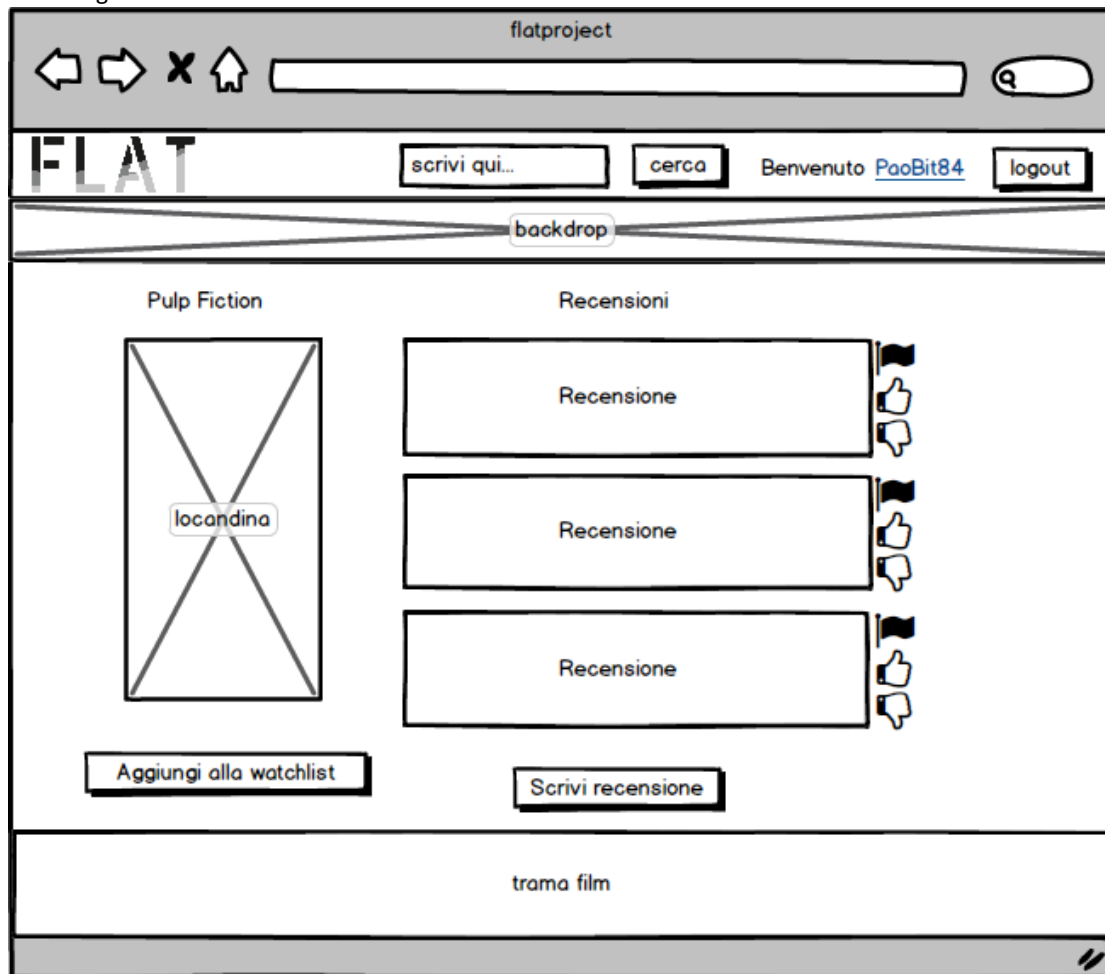 flatproject
FLAT
scrivi qui...
cerca
Benvenuto PaoBit84
logout
backdrop
Pulp Fiction
Recensioni
Recensione
locandina
Recensione
Recensione
Aggiungi alla watchlist
Scrivi recensione
trama film